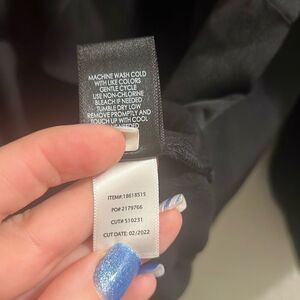 MACHINE WASH COLD
WITH LIKE COLORS
GENTLE CYCLE
USE NON-CHLORINE
BLEACH IF NEEDED
TUMBLE DRY LOW
REMOVE PROMPTLY AND
TOUCH UP WITH COOL
ITEM#: 18618515
PO#: 2179766
CUT#: 510231
CUT DATE: 02/2022